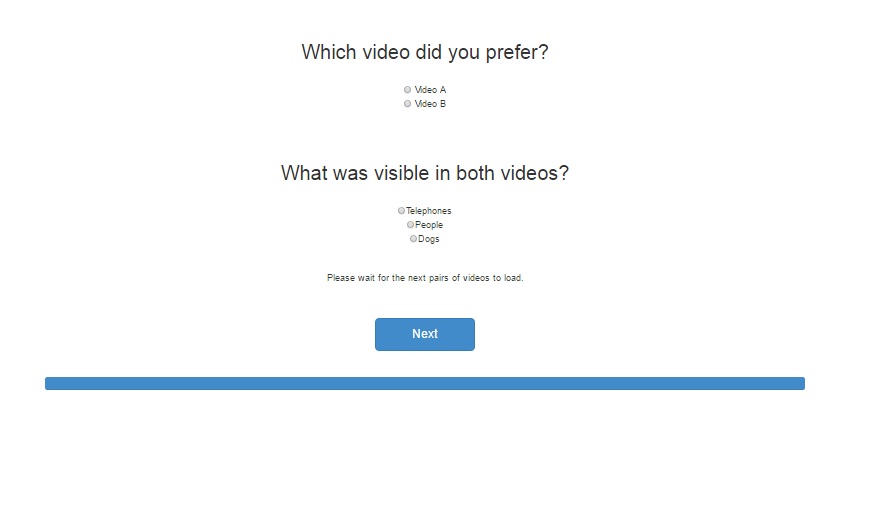 Which video did you prefer?
Video A
Video B
What was visible in both videos?
Telephones
People
Dogs
Please wait for the next pairs of videos to load.
Next